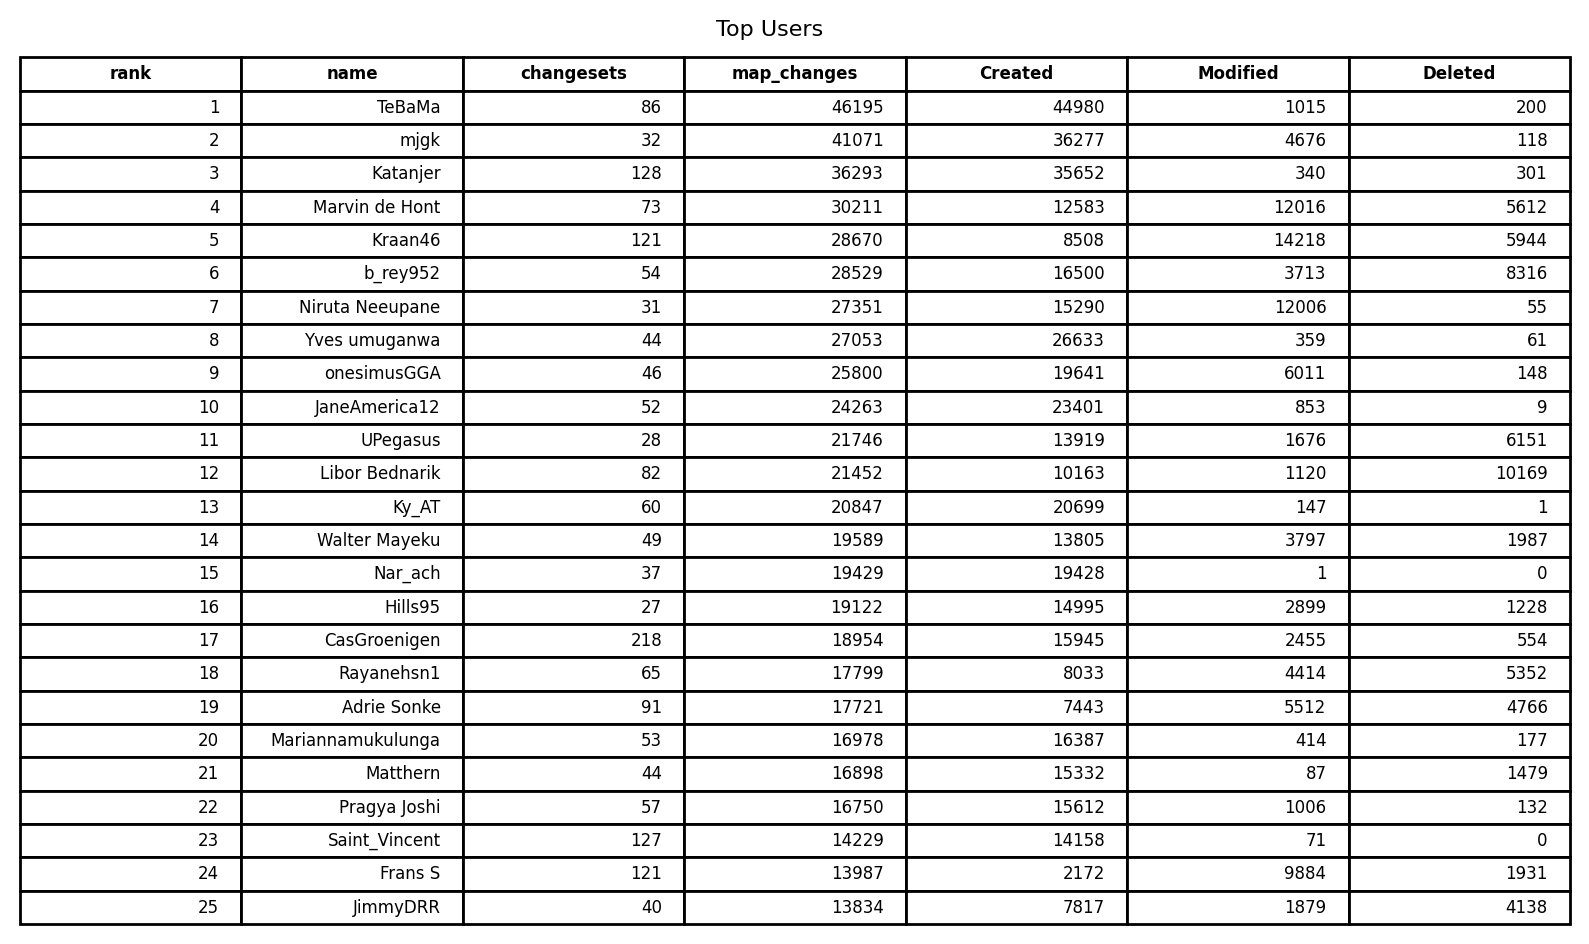 Top Users
rank name changesets map_changes Created Modified Deleted
1 TeBaMa 86 46195 44980 1015 200
2 mjgk 32 41071 36277 4676 118
3 Katanjer 128 36293 35652 340 301
4 Marvin de Hont 73 30211 12583 12016 5612
5 Kraan46 121 28670 8508 14218 5944
6 b_rey952 54 28529 16500 3713 8316
7 Niruta Neeupane 31 27351 15290 12006 55
8 Yves umuganwa 44 27053 26633 359 61
9 onesimusGGA 46 25800 19641 6011 148
10 JaneAmerica12 52 24263 23401 853 9
11 UPegasus 28 21746 13919 1676 6151
12 Libor Bednarik 82 21452 10163 1120 10169
13 Ky_AT 60 20847 20699 147 1
14 Walter Mayeku 49 19589 13805 3797 1987
15 Nar_ach 37 19429 19428 1 0
16 Hills95 27 19122 14995 2899 1228
17 CasGroenigen 218 18954 15945 2455 554
18 Rayanehsn1 65 17799 8033 4414 5352
19 Adrie Sonke 91 17721 7443 5512 4766
20 Mariannamukulunga 53 16978 16387 414 177
21 Matthern 44 16898 15332 87 1479
22 Pragya Joshi 57 16750 15612 1006 132
23 Saint_Vincent 127 14229 14158 71 0
24 Frans S 121 13987 2172 9884 1931
25 JimmyDRR 40 13834 7817 1879 4138